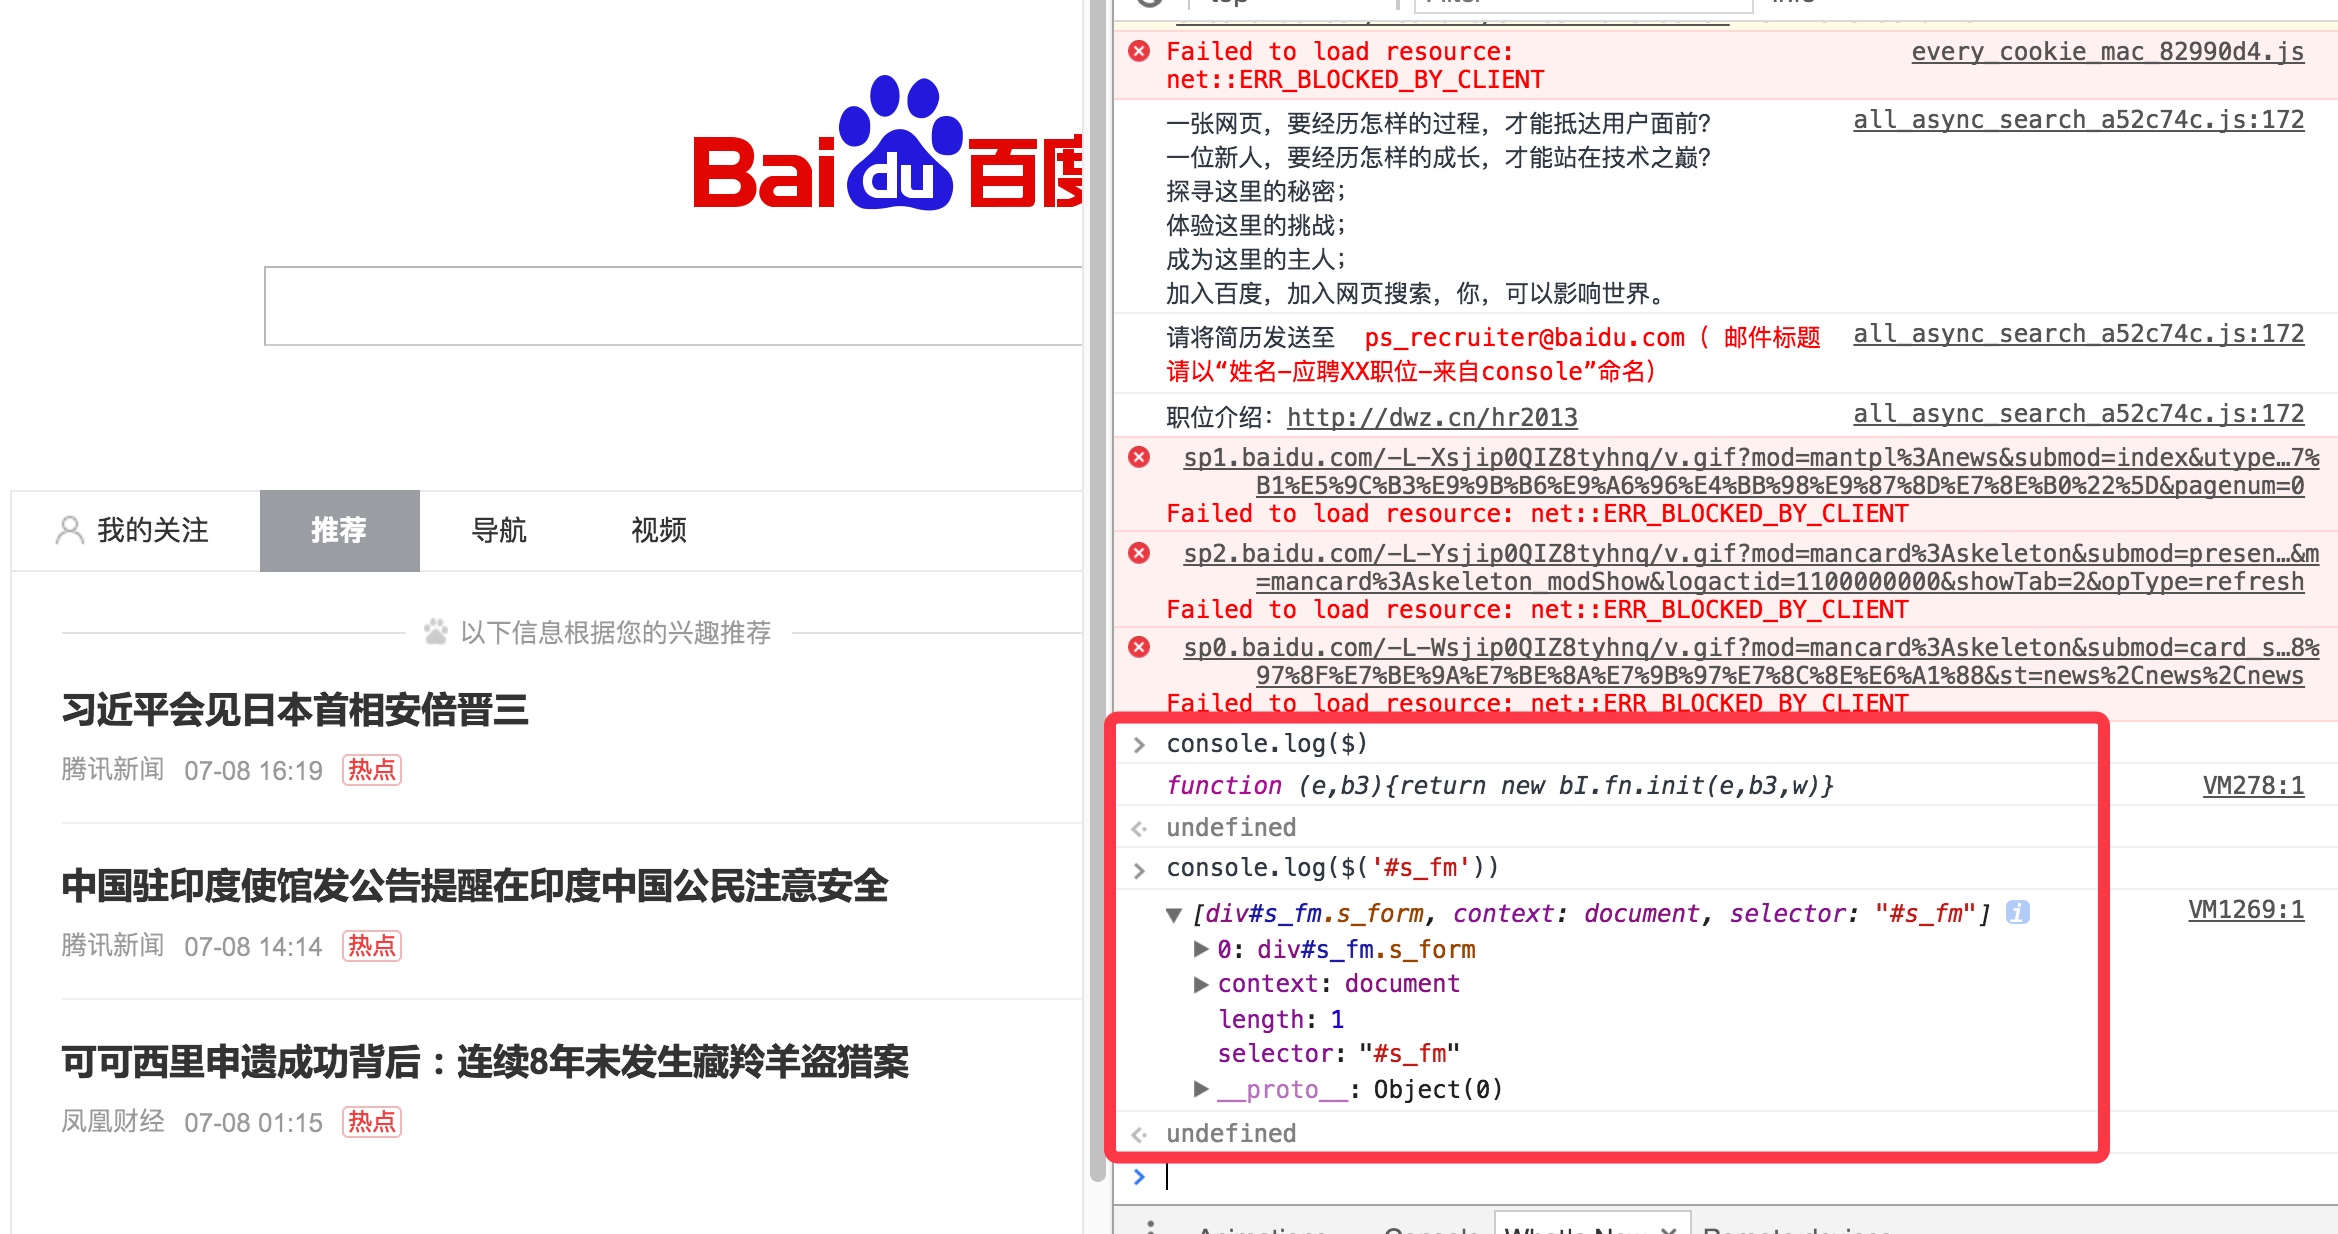 Bai du 百度
我的关注 推荐 导航 视频
以下信息根据您的兴趣推荐
习近平会见日本首相安倍晋三
腾讯新闻 07-08 16:19 热点
中国驻印度使馆发公告提醒在印度中国公民注意安全
腾讯新闻 07-08 14:14 热点
可可西里申遗成功背后：连续8年未发生藏羚羊盗猎案
凤凰财经 07-08 01:15 热点
Failed to load resource: every_cookie_mac_82990d4.js
net::ERR_BLOCKED_BY_CLIENT
一张网页，要经历怎样的过程，才能抵达用户面前？ all_async_search_a52c74c.js:172
一位新人，要经历怎样的成长，才能站在技术之巅？
探寻这里的秘密；
体验这里的挑战；
成为这里的主人；
加入百度，加入网页搜索，你，可以影响世界。
请将简历发送至 ps_recruiter@baidu.com（ 邮件标题 all_async_search_a52c74c.js:172
请以“姓名-应聘XX职位-来自console”命名）
职位介绍：http://dwz.cn/hr2013 all_async_search_a52c74c.js:172
sp1.baidu.com/-L-Xsjip0QIZ8tyhnq/v.gif?mod=mantpl%3Anews&submod=index&utype…7%
B1%E5%9C%B3%E9%9B%B6%E9%A6%96%E4%BB%98%E9%87%8D%E7%8E%B0%22%5D&pagenum=0
Failed to load resource: net::ERR_BLOCKED_BY_CLIENT
sp2.baidu.com/-L-Ysjip0QIZ8tyhnq/v.gif?mod=mancard%3Askeleton&submod=presen…&m
=mancard%3Askeleton_modShow&logactid=1100000000&showTab=2&opType=refresh
Failed to load resource: net::ERR_BLOCKED_BY_CLIENT
sp0.baidu.com/-L-Wsjip0QIZ8tyhnq/v.gif?mod=mancard%3Askeleton&submod=card_s…8%
97%8F%E7%BE%9A%E7%BE%8A%E7%9B%97%E7%8C%8E%E6%A1%88&st=news%2Cnews%2Cnews
Failed to load resource: net::ERR_BLOCKED_BY_CLIENT
console.log($)
function (e,b3){return new bI.fn.init(e,b3,w)} VM278:1
undefined
console.log($('#s_fm'))
[div#s_fm.s_form, context: document, selector: "#s_fm"] i VM1269:1
0: div#s_fm.s_form
context: document
length: 1
selector: "#s_fm"
__proto__: Object(0)
undefined
Animations Console What's New × Remote devices